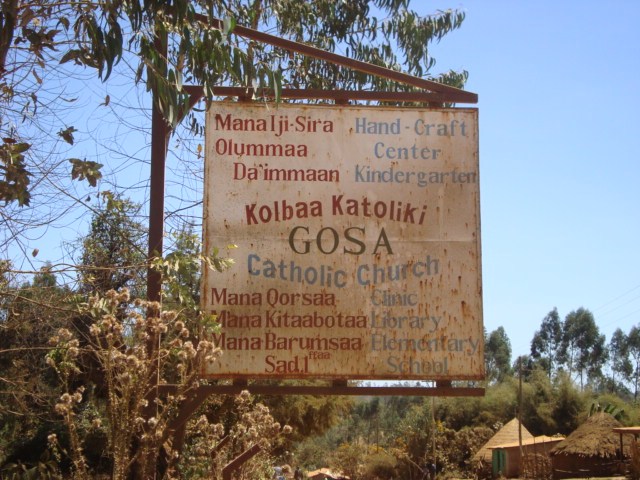 Mana Iji-Sira Hand-Craft
Olummaa Center
Da'immaan Kindergarten
Kolbaa Katoliki
GOSA
Catholic Church
Mana Qorsaa Clinic
Mana Kitaabotaa Library
Mana Barumsaa Elementary
Sad.1ffaa School